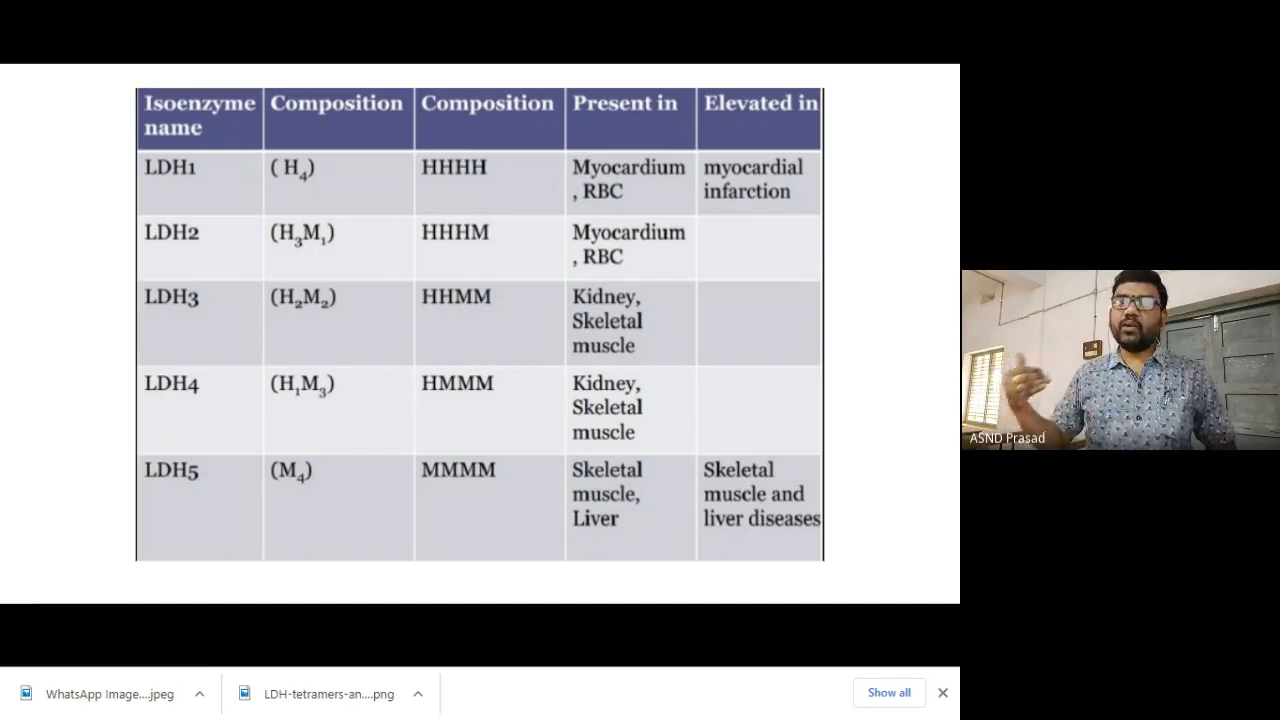 Isoenzyme name Composition Composition Present in Elevated in
LDH1 ( H₄) HHHH Myocardium , RBC myocardial infarction
LDH2 (H₃M₁) HHHM Myocardium , RBC
LDH3 (H₂M₂) HHMM Kidney, Skeletal muscle
LDH4 (H₁M₃) HMMM Kidney, Skeletal muscle
LDH5 (M₄) MMMM Skeletal muscle, Liver Skeletal muscle and liver diseases
ASND Prasad
WhatsApp Image....jpeg LDH-tetramers-an....png Show all